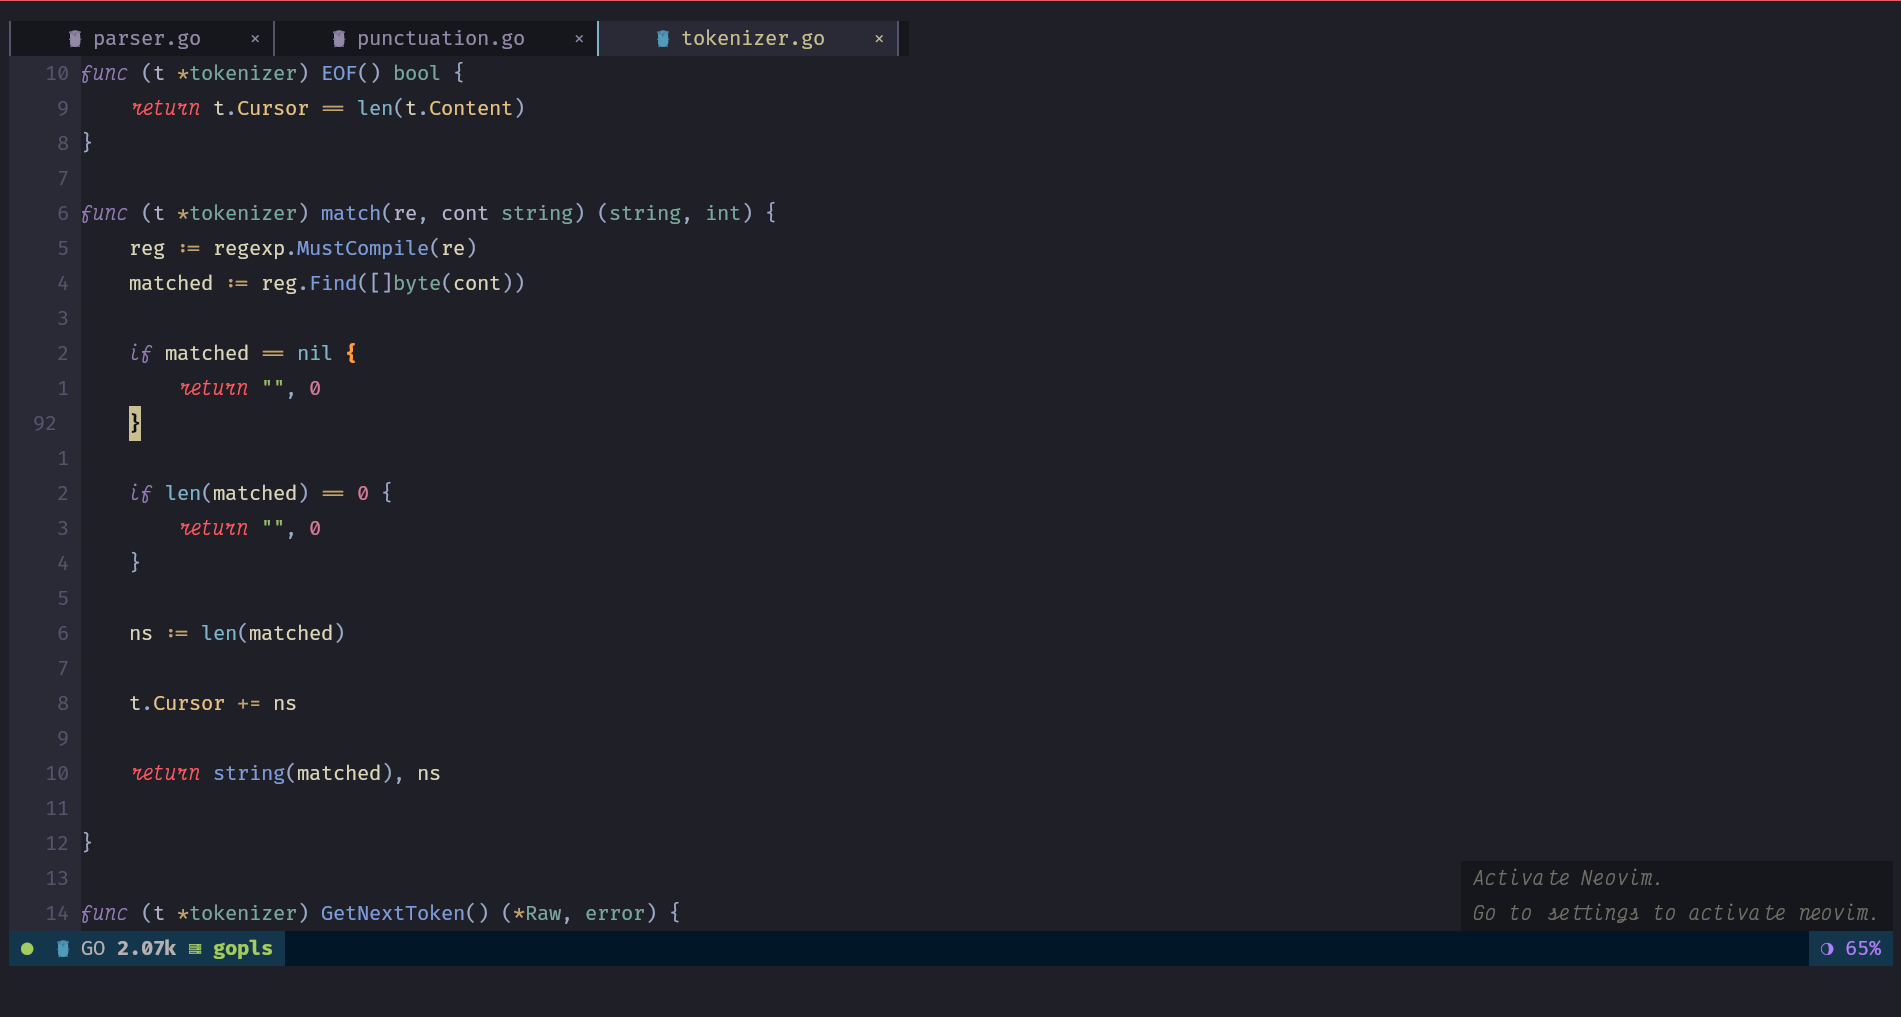 parser.go × punctuation.go × tokenizer.go ×
10 func (t *tokenizer) EOF() bool {
9     return t.Cursor == len(t.Content)
8 }
7
6 func (t *tokenizer) match(re, cont string) (string, int) {
5     reg := regexp.MustCompile(re)
4     matched := reg.Find([]byte(cont))
3
2     if matched == nil {
1         return "", 0
92     }
1
2     if len(matched) == 0 {
3         return "", 0
4     }
5
6     ns := len(matched)
7
8     t.Cursor += ns
9
10     return string(matched), ns
11
12 }
13
14 func (t *tokenizer) GetNextToken() (*Raw, error) {
Activate Neovim.
Go to settings to activate neovim.
GO 2.07k gopls 65%